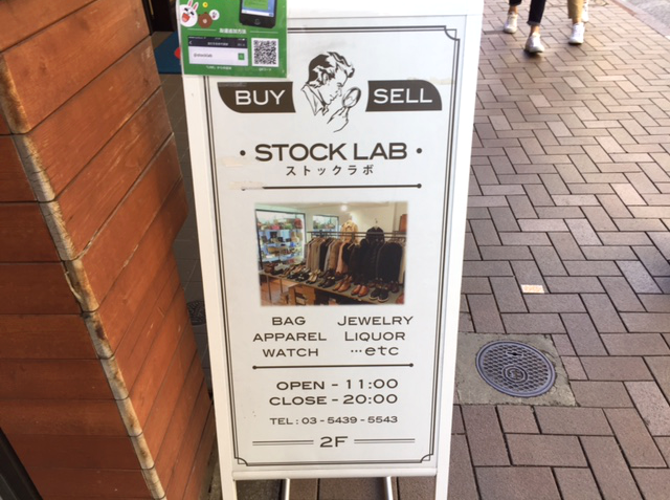 BUY SELL
• STOCK LAB •
ストックラボ
BAG JEWELRY
APPAREL LIQUOR
WATCH …etc
OPEN - 11:00
CLOSE - 20:00
TEL : 03 - 5439 - 5543
2F